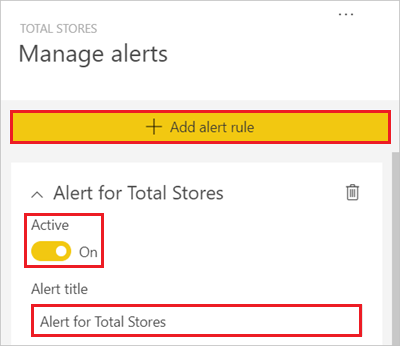 TOTAL STORES
Manage alerts
Add alert rule
Alert for Total Stores
Active
On
Alert title
Alert for Total Stores